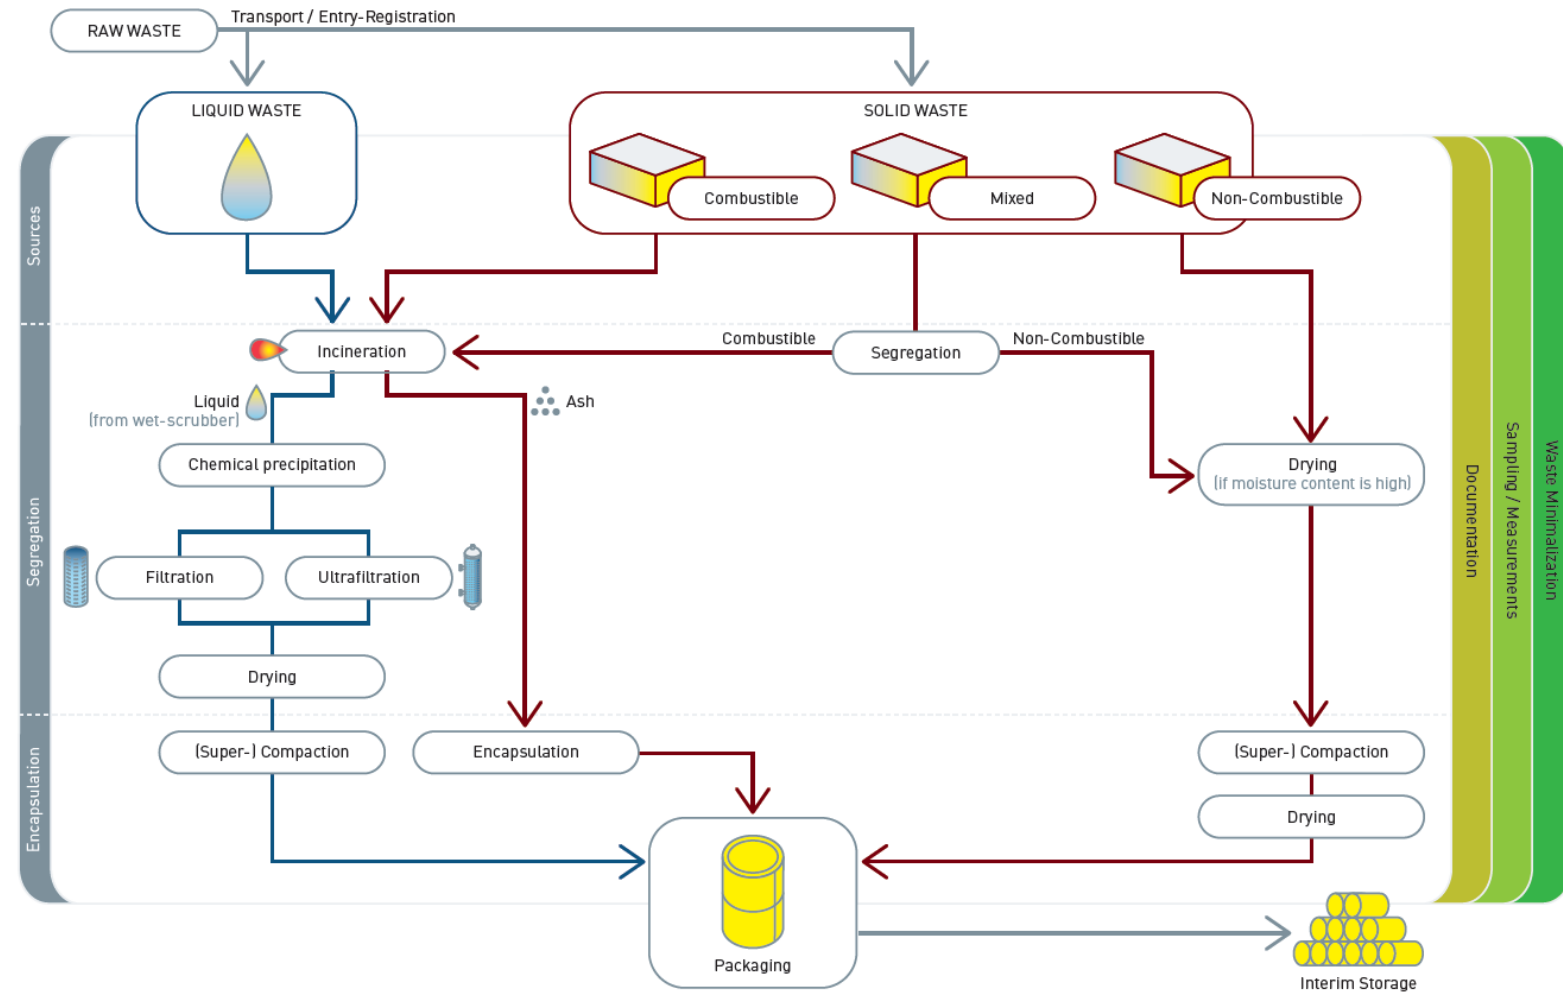 RAW WASTE
Transport / Entry-Registration
LIQUID WASTE
SOLID WASTE
Combustible
Mixed
Non-Combustible
Sources
Incineration
Combustible
Segregation
Non-Combustible
Liquid
(from wet-scrubber)
Ash
Chemical precipitation
Drying
(if moisture content is high)
Segregation
Filtration
Ultrafiltration
Drying
Documentation
Sampling / Measurements
Waste Minimalization
Encapsulation
(Super-) Compaction
Encapsulation
(Super-) Compaction
Drying
Packaging
Interim Storage